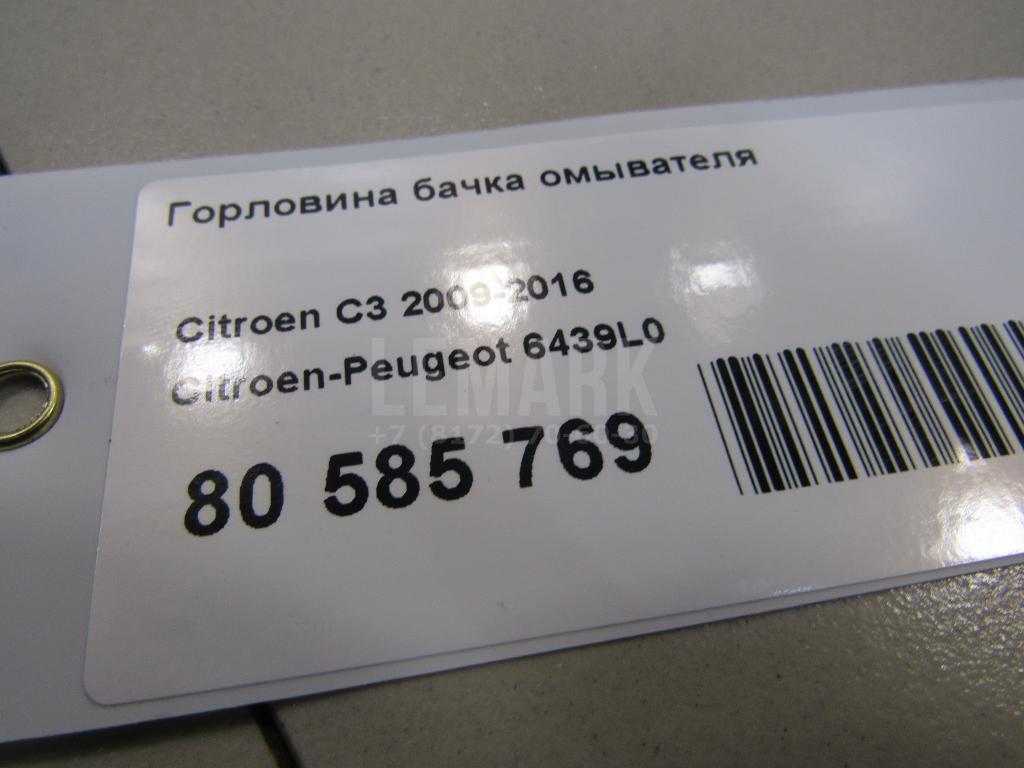 Горловина бачка омывателя
Citroen C3 2009-2016
Citroen-Peugeot 6439L0
LEMARK
80 585 769